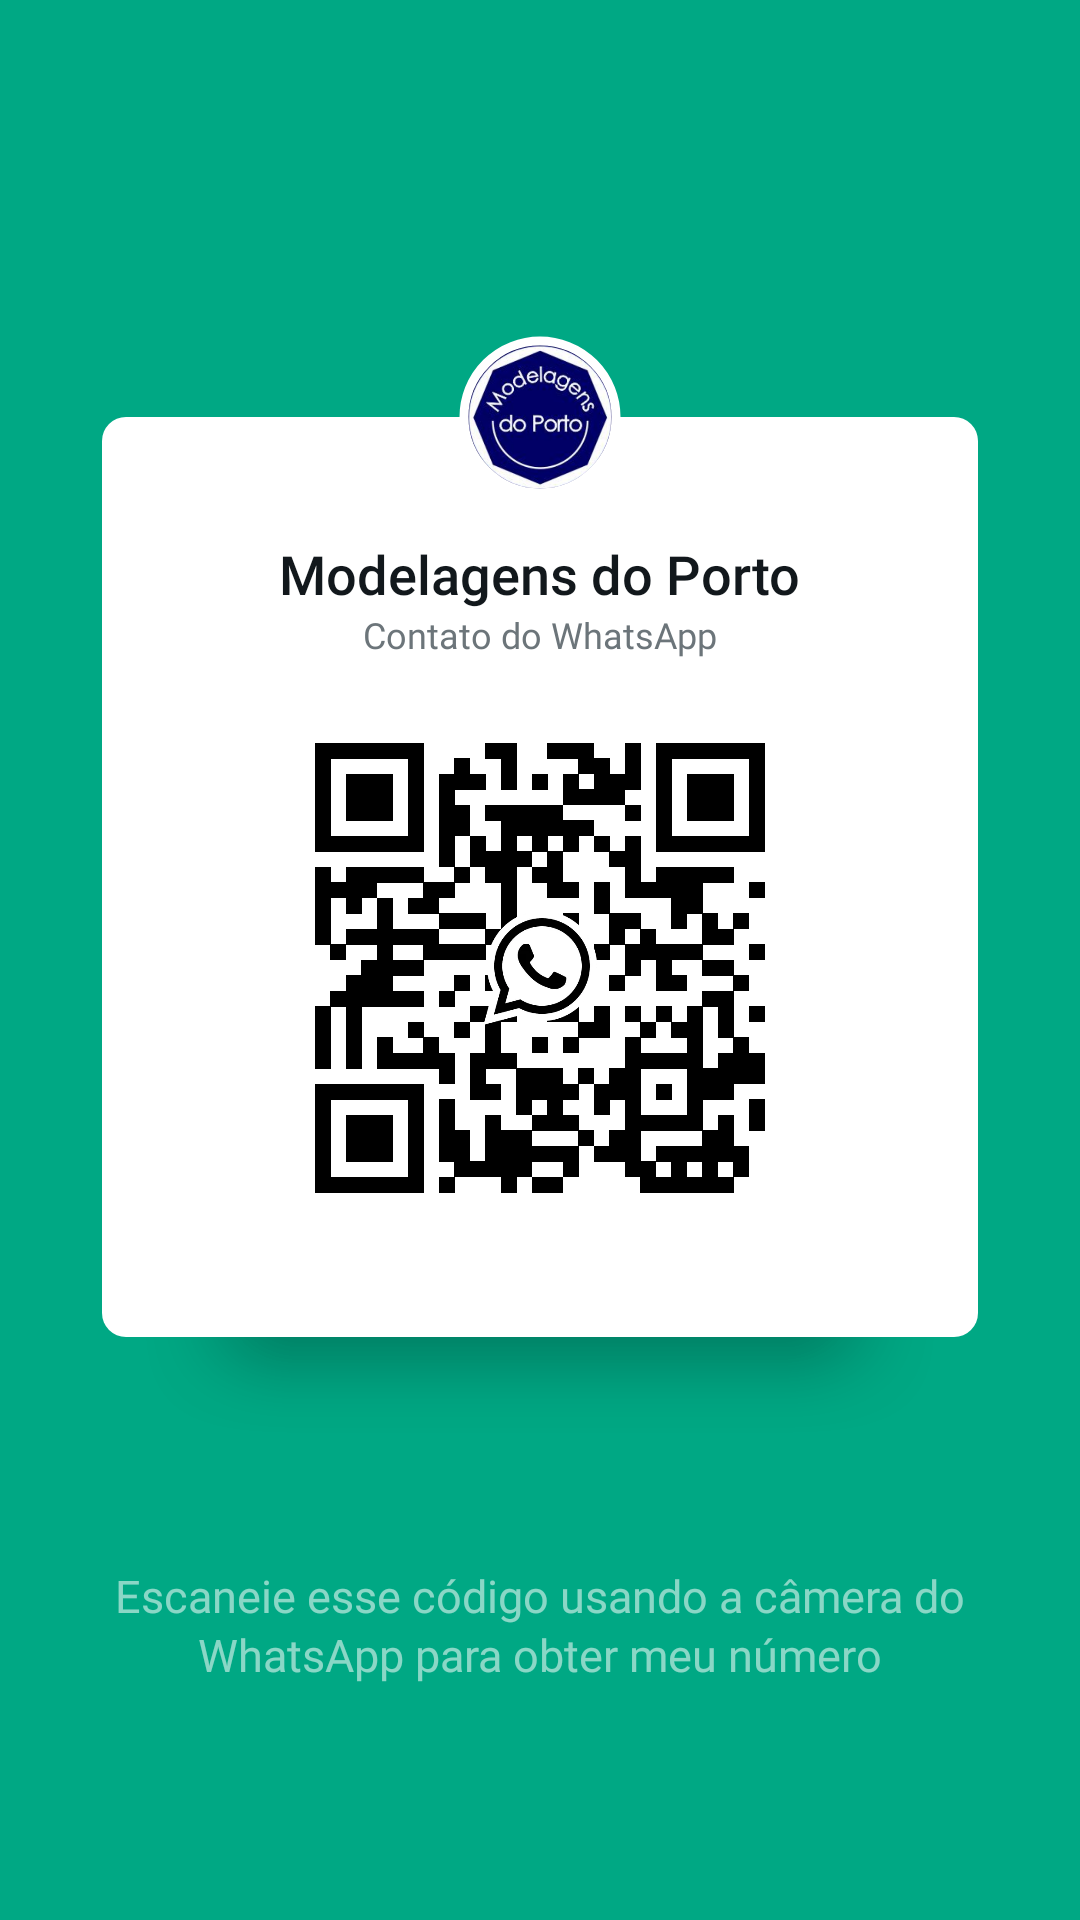 Modelagens
do Porto
Modelagens do Porto
Contato do WhatsApp
Escaneie esse código usando a câmera do
WhatsApp para obter meu número